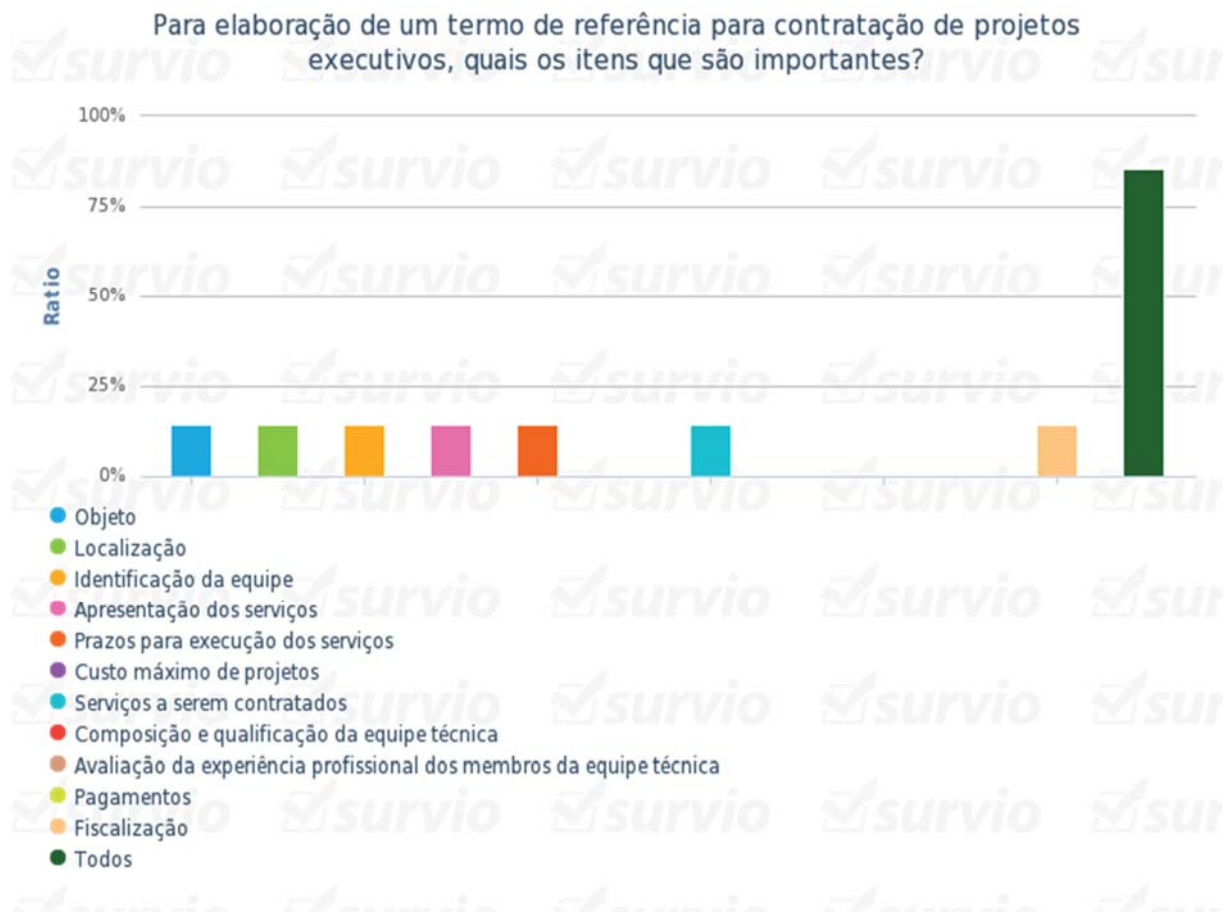 Para elaboração de um termo de referência para contratação de projetos
executivos, quais os itens que são importantes?
100%
75%
50%
25%
0%
Ratio
Objeto
Localização
Identificação da equipe
Apresentação dos serviços
Prazos para execução dos serviços
Custo máximo de projetos
Serviços a serem contratados
Composição e qualificação da equipe técnica
Avaliação da experiência profissional dos membros da equipe técnica
Pagamentos
Fiscalização
Todos
survio